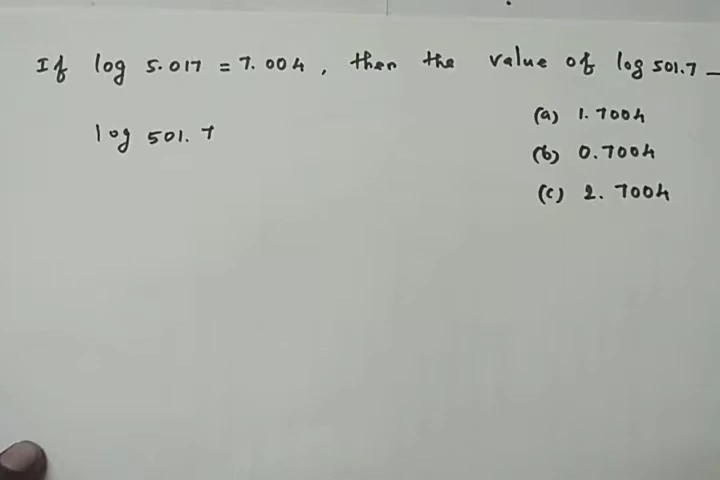 If log 5.017 = 7.004, then the value of log 501.7 _
(a) 1.7004
log 501.7
(b) 0.7004
(c) 2.7004